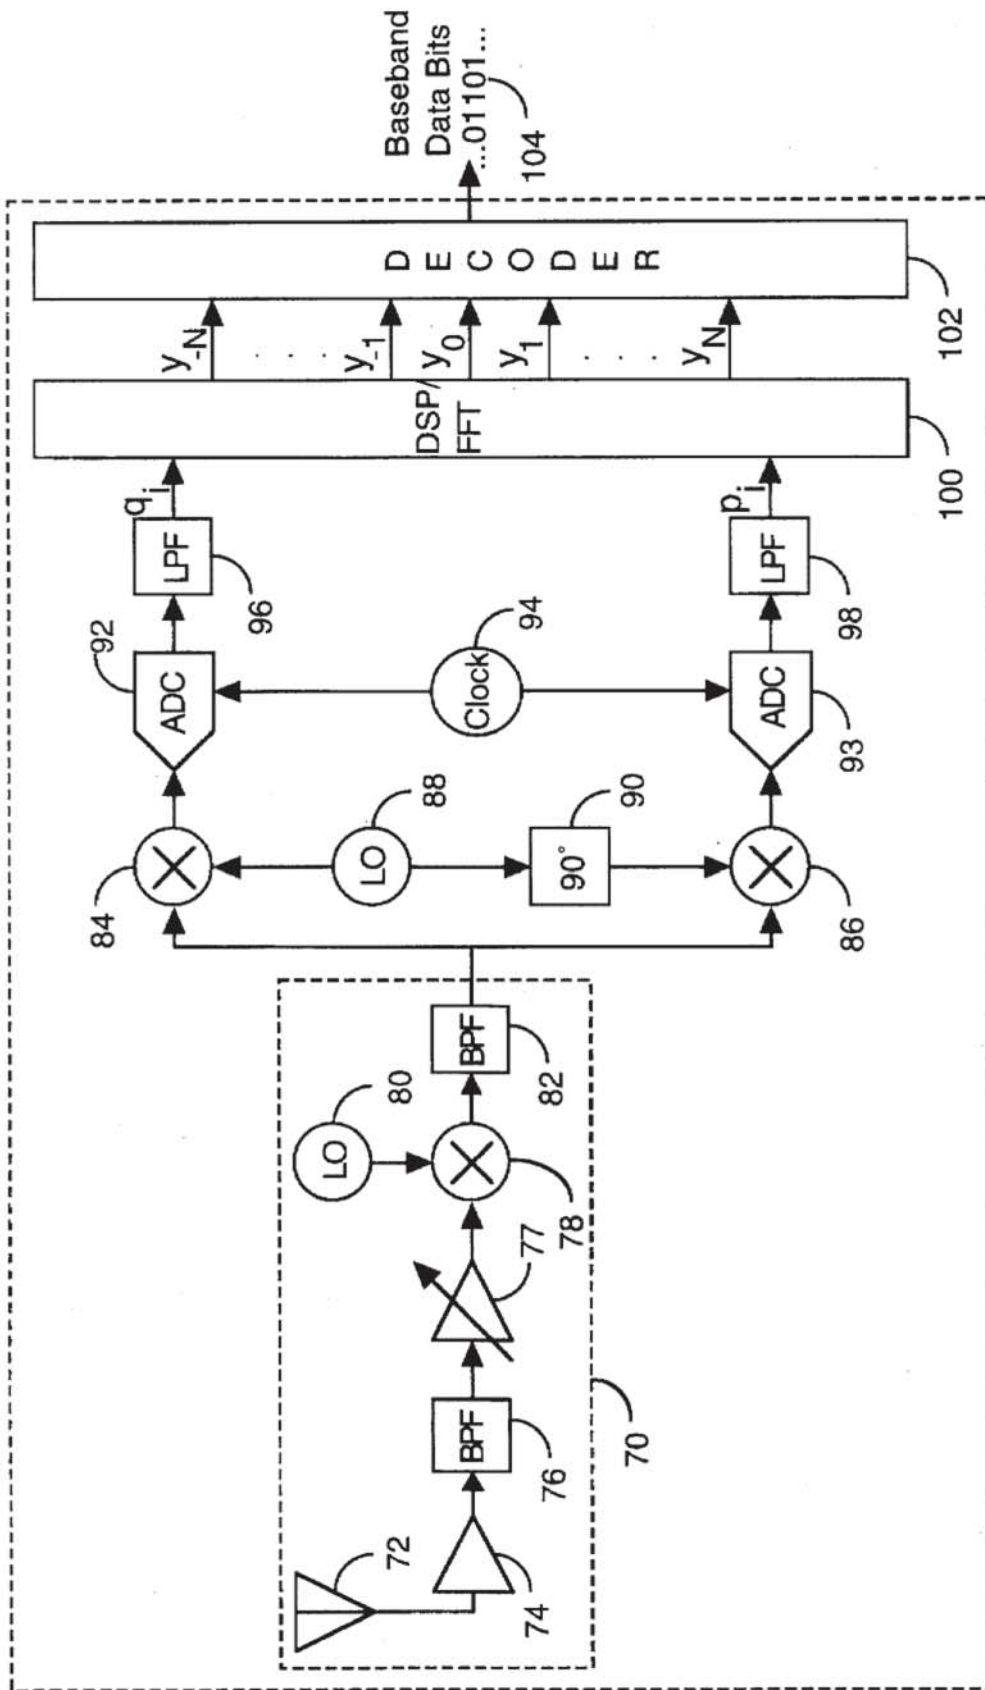 72
74
BPF
76
77
LO
80
78
BPF
82
70
84
LO
88
90°
90
86
ADC
92
Clock
94
ADC
93
LPF
96
LPF
98
q i
p i
DSP/
FFT
100
y-N
. . . .
y-1
y0
y1
. . . .
yN
DECODER
102
Baseband
Data Bits
...01101...
104